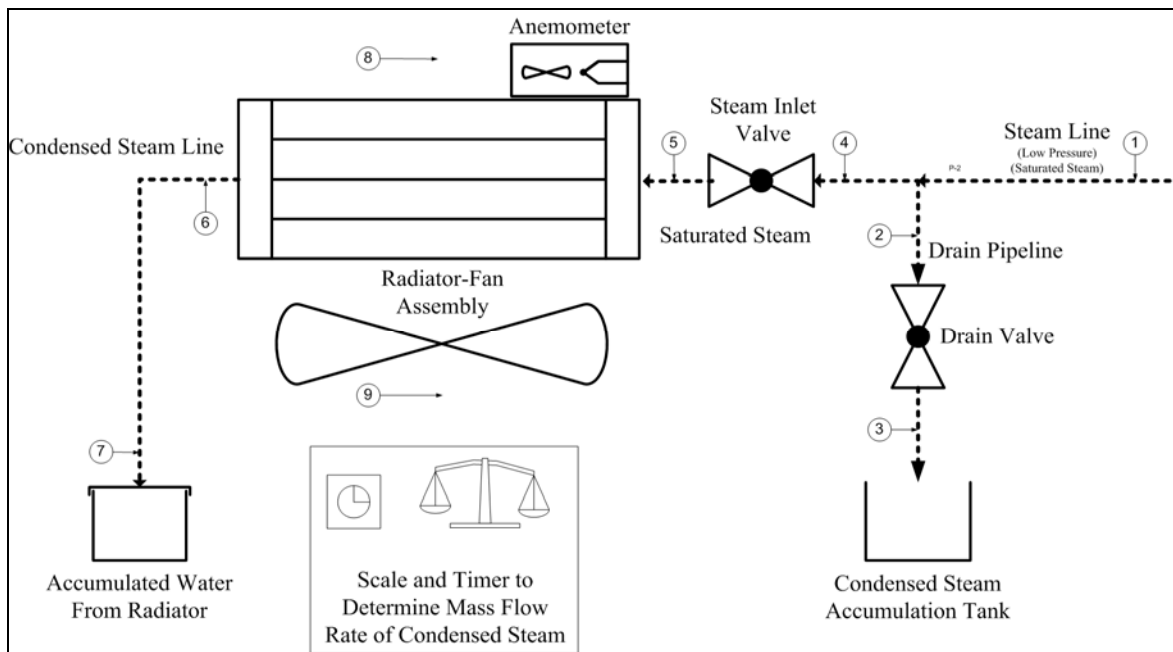 Anemometer
8
Steam Inlet
Valve
Steam Line
(Low Pressure)
(Saturated Steam)
1
Condensed Steam Line
5
4
P-2
6
Saturated Steam
2
Drain Pipeline
Radiator-Fan
Assembly
Drain Valve
9
3
7
Accumulated Water
From Radiator
Scale and Timer to
Determine Mass Flow
Rate of Condensed Steam
Condensed Steam
Accumulation Tank